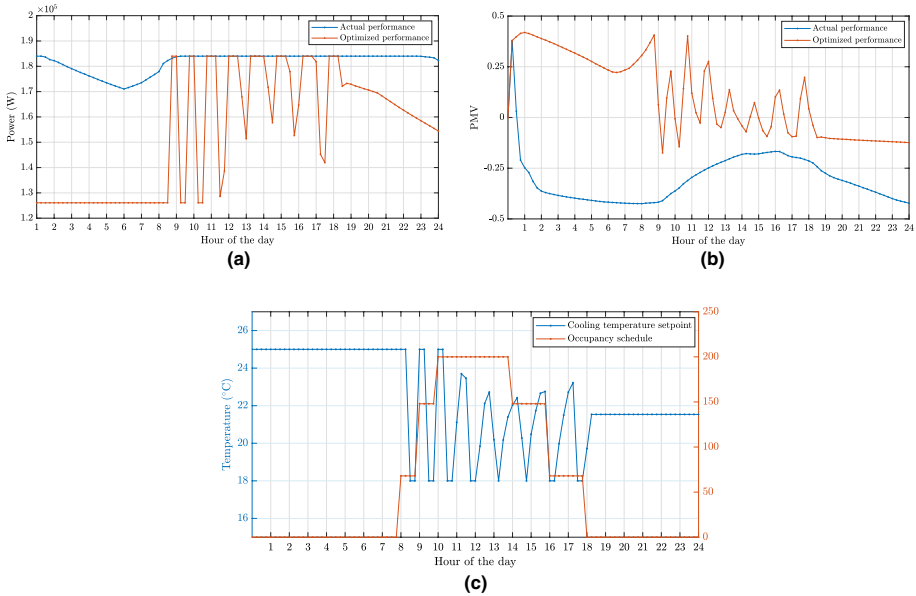 ×10⁵
2
1.9
1.8
1.7
1.6
1.5
1.4
1.3
1.2
Power (W)
Actual performance
Optimized performance
1 2 3 4 5 6 7 8 9 10 11 12 13 14 15 16 17 18 19 20 21 22 23 24
Hour of the day
(a)
0.5
0.25
0
-0.25
-0.5
PMV
Actual performance
Optimized performance
1 2 3 4 5 6 7 8 9 10 11 12 13 14 15 16 17 18 19 20 21 22 23 24
Hour of the day
(b)
26
24
22
20
18
16
Temperature (°C)
Cooling temperature setpoint
Occupancy schedule
250
200
150
100
50
0
1 2 3 4 5 6 7 8 9 10 11 12 13 14 15 16 17 18 19 20 21 22 23 24
Hour of the day
(c)